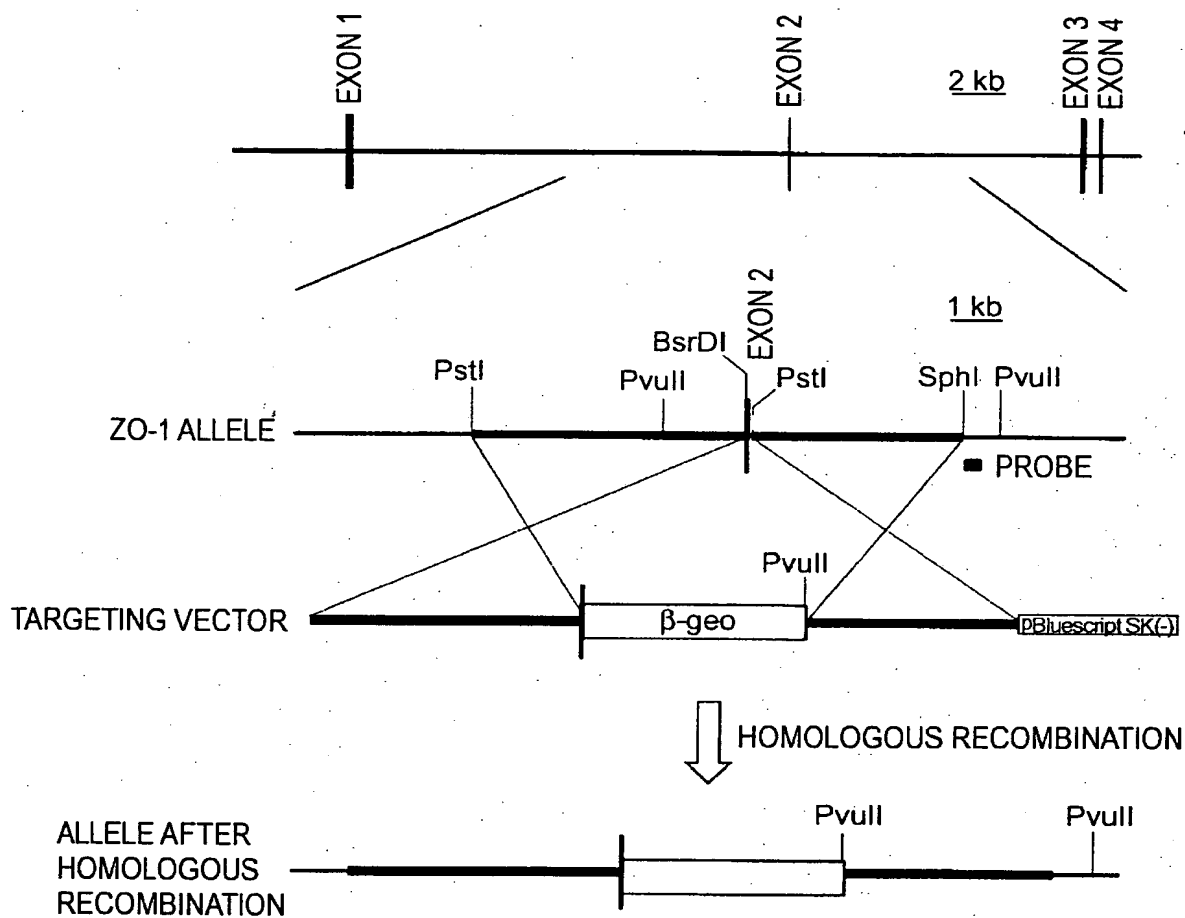 EXON 1
EXON 2
2 kb
EXON 3
EXON 4
1 kb
EXON 2
BsrDI
PstI
PvuII
PstI
SphI
PvuII
ZO-1 ALLELE
PROBE
PvuII
TARGETING VECTOR
β-geo
pBluescript SK(-)
HOMOLOGOUS RECOMBINATION
PvuII
PvuII
ALLELE AFTER
HOMOLOGOUS
RECOMBINATION